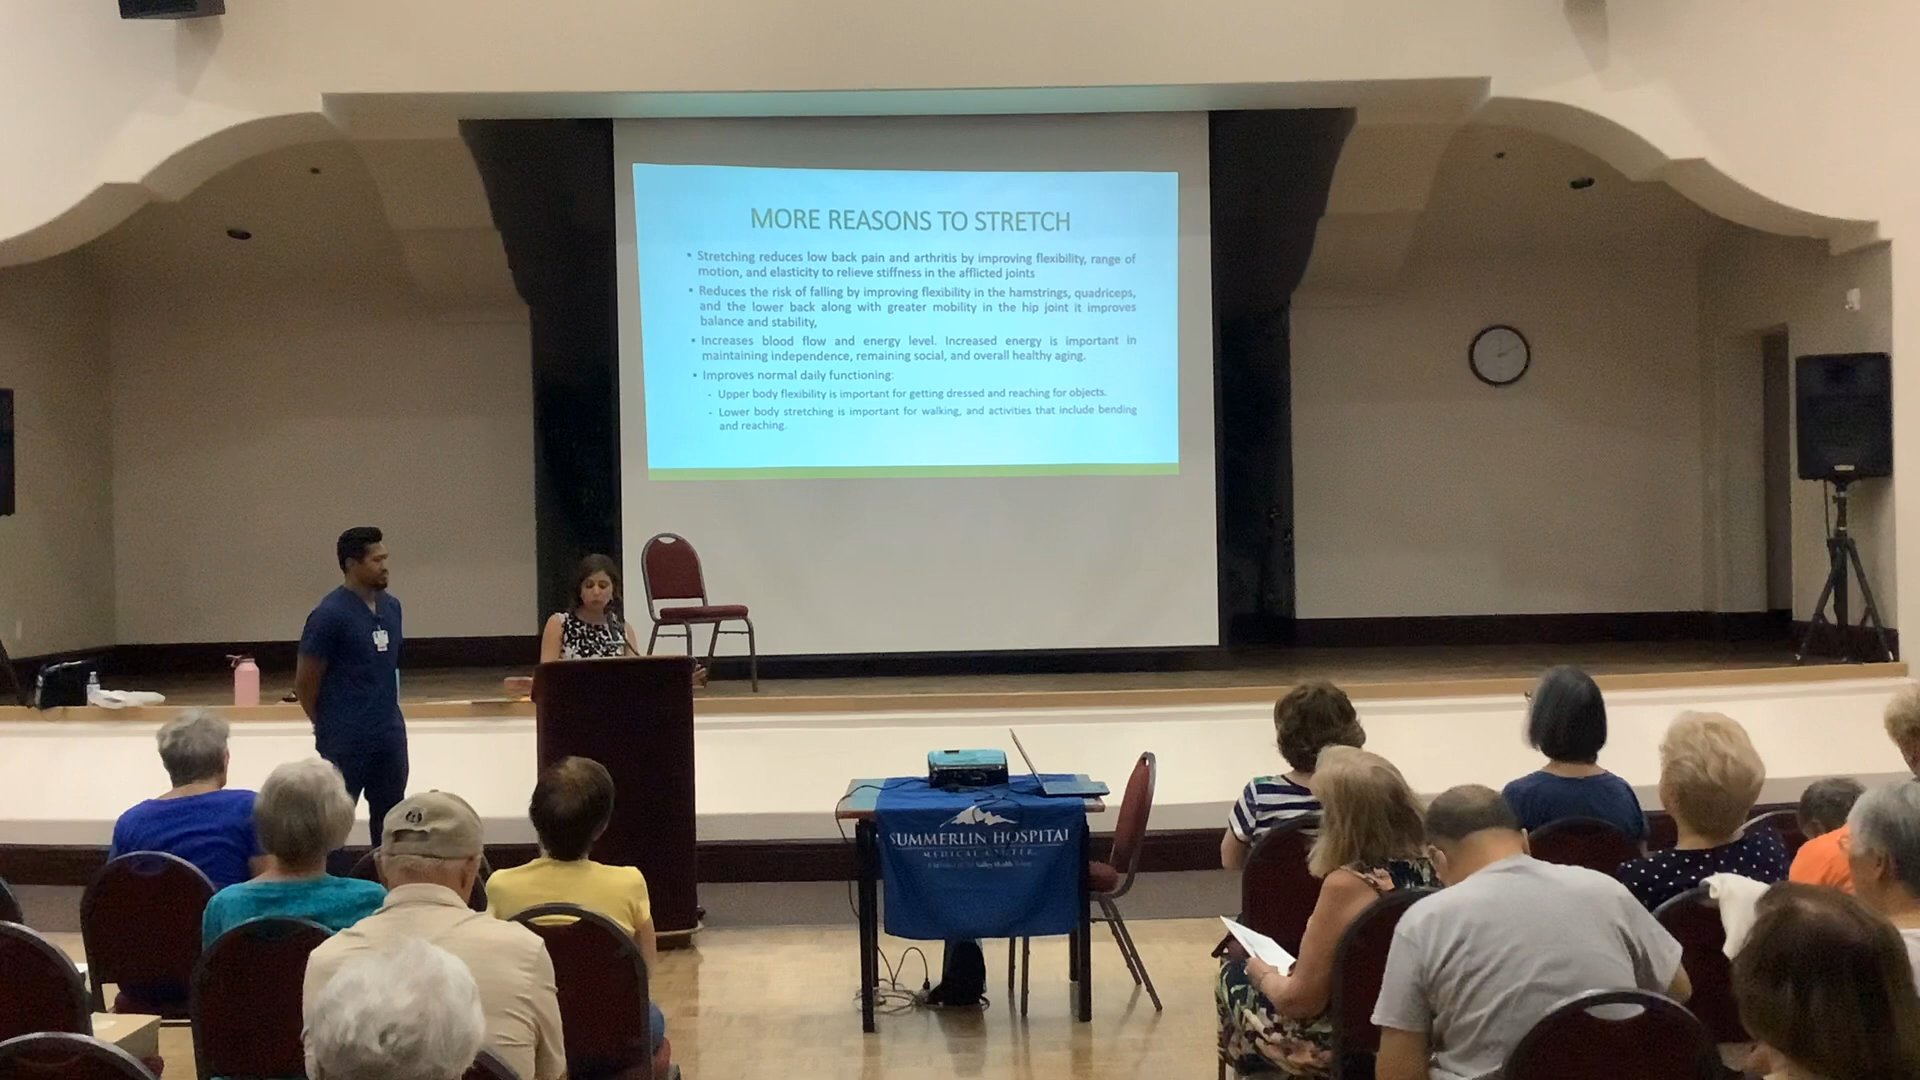 MORE REASONS TO STRETCH
• Stretching reduces low back pain and arthritis by improving flexibility, range of
motion, and elasticity to relieve stiffness in the afflicted joints
• Reduces the risk of falling by improving flexibility in the hamstrings, quadriceps,
and the lower back along with greater mobility in the hip joint it improves
balance and stability,
• Increases blood flow and energy level. Increased energy is important in
maintaining independence, remaining social, and overall healthy aging.
• Improves normal daily functioning:
- Upper body flexibility is important for getting dressed and reaching for objects.
- Lower body stretching is important for walking, and activities that include bending
and reaching.
SUMMERLIN HOSPITAL
MEDICAL CENTER